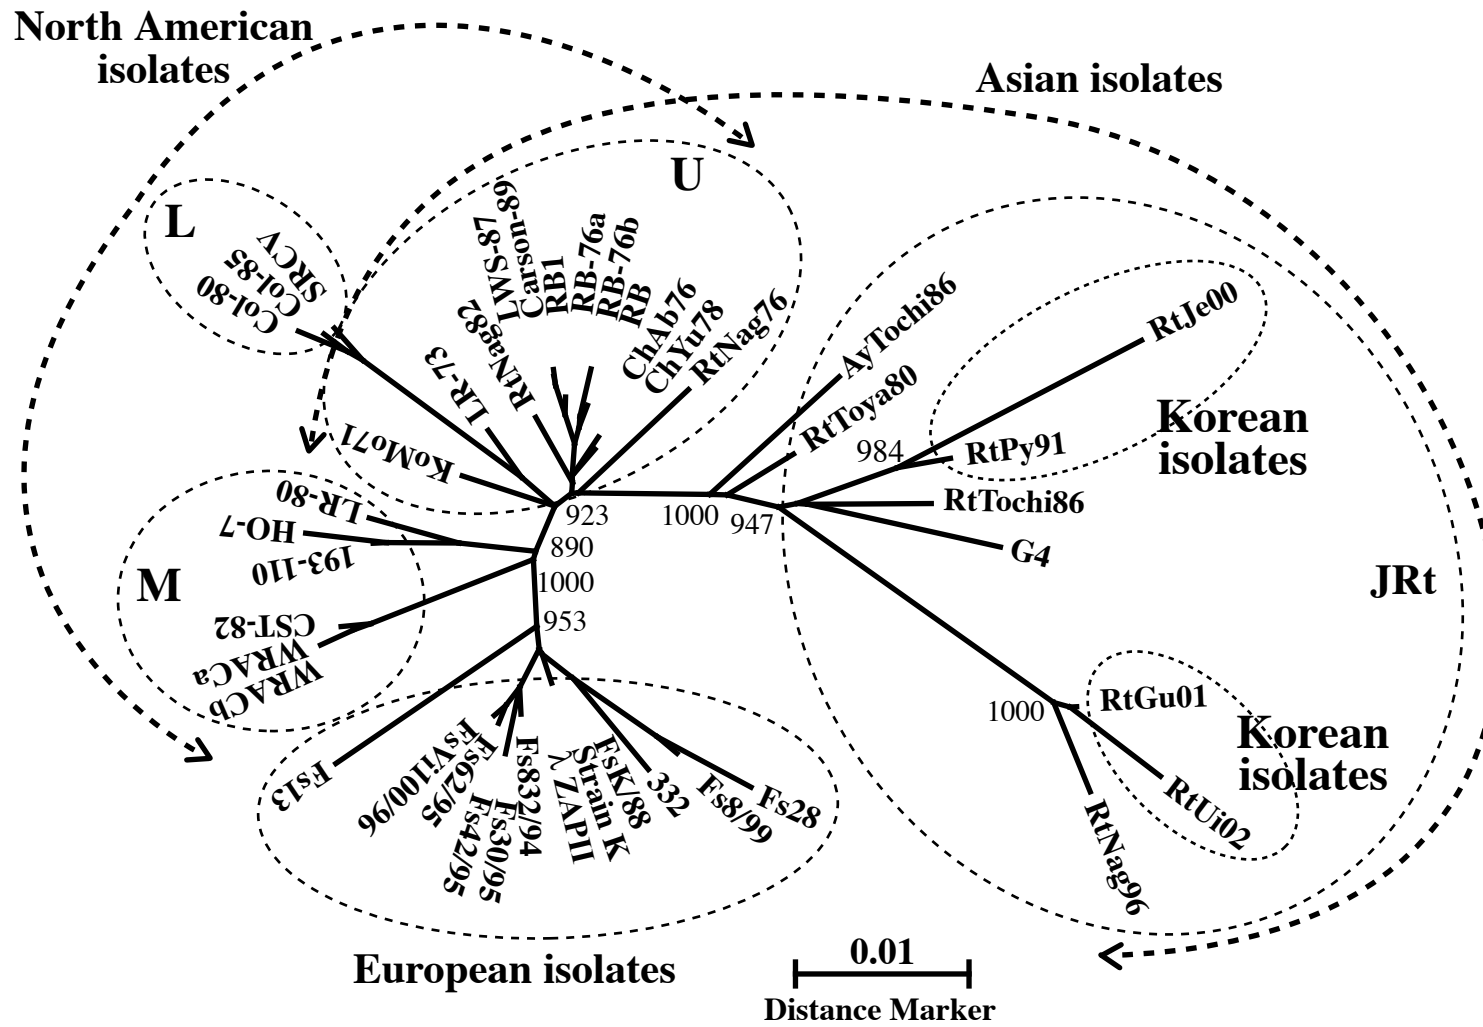 North American
isolates
Asian isolates
U
L
SRCV
Col-85
Col-80
LWS-87
Carson-89
RB1
RB-76a
RB-76b
RB
ChAb76
ChYu78
RtNag76
RtNag82
LR-73
KoMo71
AyTochi86
RtToya80
RtJe00
Korean
isolates
984
RtPy91
RtTochi86
G4
JRt
923
1000
947
890
1000
953
LR-80
HO-7
193-110
M
CST-82
WRACa
WRACb
Fs13
FsVi100/96
Fs62/95
Fs42/95
Fs30/95
Fs832/94
λ ZAPII
Strain K
FsK/88
332
Fs8/99
Fs28
1000
RtGu01
Korean
isolates
RtUi02
RtNag96
European isolates
0.01
Distance Marker